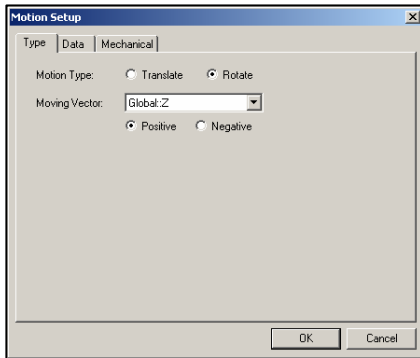 Motion Setup
Type Data Mechanical
Motion Type: Translate Rotate
Moving Vector: Global::Z
Positive Negative
OK Cancel